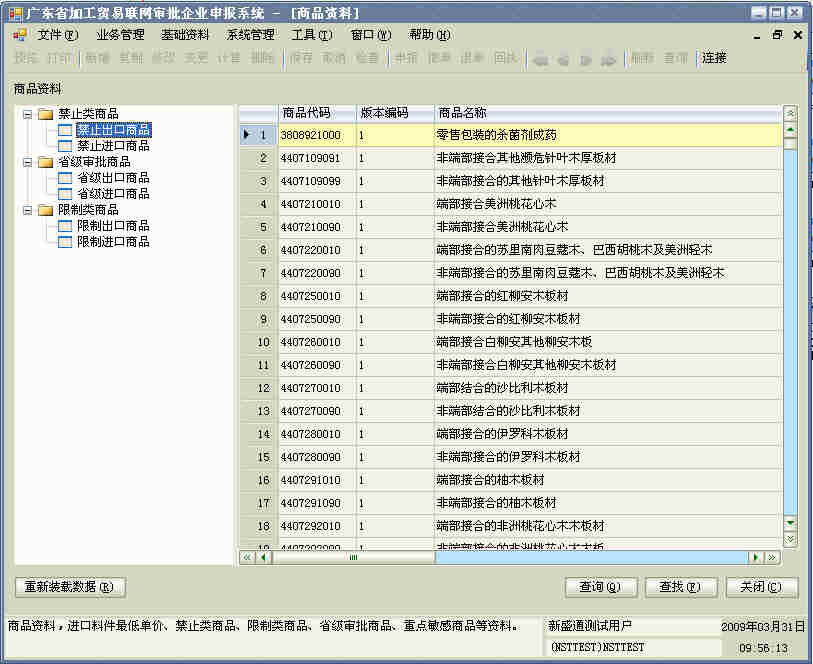 广东省加工贸易联网审批企业申报系统 - [商品资料]
文件(F) 业务管理 基础资料 系统管理 工具(T) 窗口(W) 帮助(H)
预览 打印 新增 复制 修改 变更 计算 删除 保存 取消 检查 申报 回执 刷新 查询 连接
商品资料
禁止类商品
禁止出口商品
禁止进口商品
省级审批商品
省级出口商品
省级进口商品
限制类商品
限制出口商品
限制进口商品
商品代码 版本编码 商品名称
1 3808921000 1 零售包装的杀菌剂成药
2 4407109091 1 非端部接合其他濒危针叶木厚板材
3 4407109099 1 非端部接合的其他针叶木厚板材
4 4407210010 1 端部接合美洲桃花心木
5 4407210090 1 非端部接合美洲桃花心木
6 4407220010 1 端部接合的苏里南肉豆蔻木、巴西胡桃木及美洲轻木
7 4407220090 1 非端部接合的苏里南肉豆蔻木、巴西胡桃木及美洲轻木
8 4407250010 1 端部接合的红柳安木板材
9 4407250090 1 非端部接合的红柳安木板材
10 4407260010 1 端部接合白柳安其他柳安木板
11 4407260090 1 非端部接合白柳安其他柳安木板材
12 4407270010 1 端部结合的沙比利木板材
13 4407270090 1 非端部结合的沙比利木板材
14 4407280010 1 端部接合的伊罗科木板材
15 4407280090 1 非端部接合的伊罗科木板材
16 4407291010 1 端部接合的柚木板材
17 4407291090 1 非端部接合的柚木板材
18 4407292010 1 端部接合的非洲桃花心木木板材
重新装载数据(R) 查询(Q) 查找(F) 关闭(C)
商品资料，进口料件最低单价、禁止类商品、限制类商品、省级审批商品、重点敏感商品等资料。
新盛通测试用户 2009年03月31日
(NSTTEST)NSTTEST 09:56:13